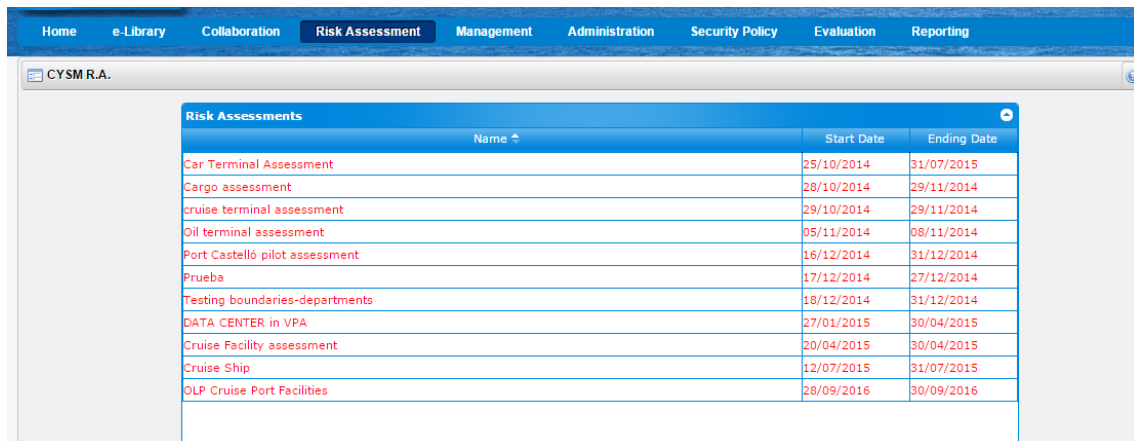 Home e-Library Collaboration Risk Assessment Management Administration Security Policy Evaluation Reporting
CYSM R.A.
Risk Assessments
Name Start Date Ending Date
Car Terminal Assessment 25/10/2014 31/07/2015
Cargo assessment 28/10/2014 29/11/2014
cruise terminal assessment 29/10/2014 29/11/2014
Oil terminal assessment 05/11/2014 08/11/2014
Port Castelló pilot assessment 16/12/2014 31/12/2014
Prueba 17/12/2014 27/12/2014
Testing boundaries-departments 18/12/2014 31/12/2014
DATA CENTER in VPA 27/01/2015 30/04/2015
Cruise Facility assessment 20/04/2015 30/04/2015
Cruise Ship 12/07/2015 31/07/2015
OLP Cruise Port Facilities 28/09/2016 30/09/2016